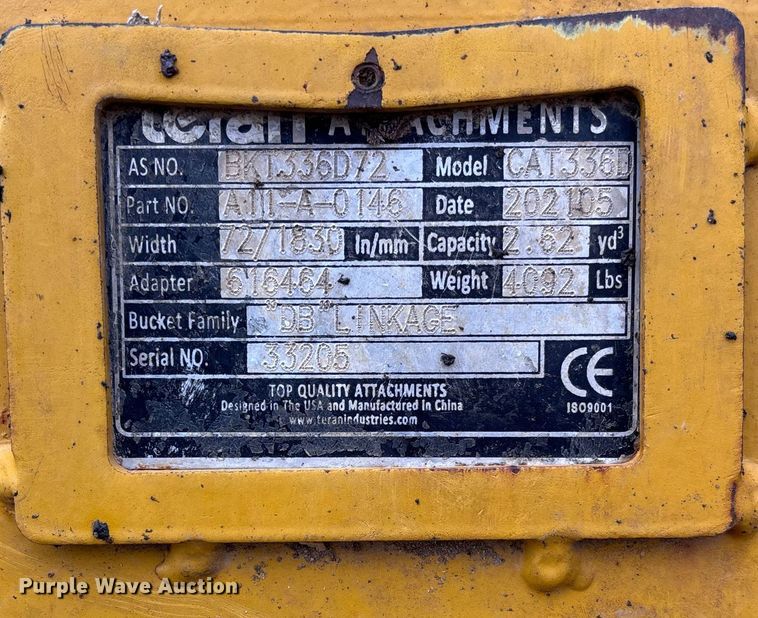 teran ATTACHMENTS
AS NO. BKT336D72 Model CAT336D
Part NO. A111-A-0146 Date 202105
Width 72/1830 In/mm Capacity 2.62 yd³
Adapter 616464 Weight 4092 Lbs
Bucket Family "DB"LINKAGE
Serial NO. 33205
CE
ISO9001
TOP QUALITY ATTACHMENTS
Designed in The USA and Manufactured In China
www.teranindustries.com
Purple Wave Auction